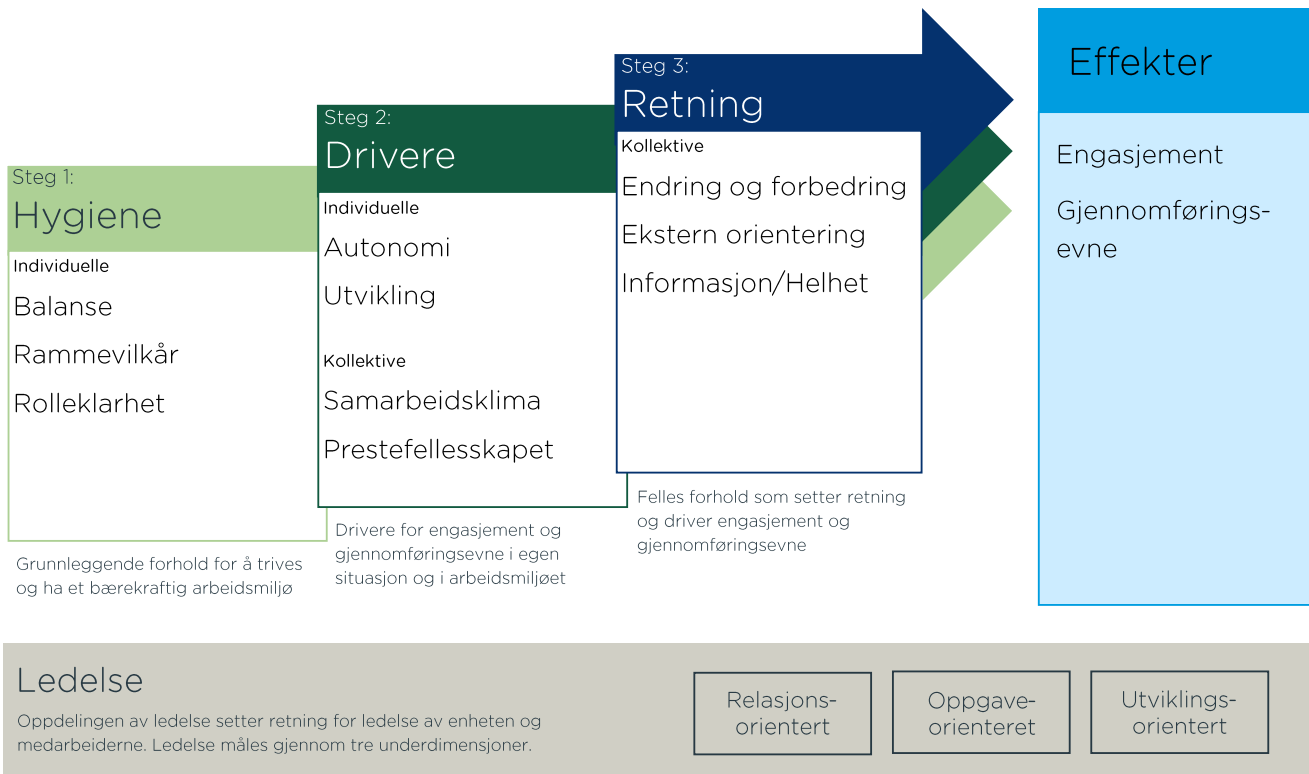 Steg 1:
Hygiene
Individuelle
Balanse
Rammevilkår
Rolleklarhet
Grunnleggende forhold for å trives
og ha et bærekraftig arbeidsmiljø
Steg 2:
Drivere
Individuelle
Autonomi
Utvikling
Kollektive
Samarbeidsklima
Prestefellesskapet
Drivere for engasjement og
gjennomføringsevne i egen
situasjon og i arbeidsmiljøet
Steg 3:
Retning
Kollektive
Endring og forbedring
Ekstern orientering
Informasjon/Helhet
Felles forhold som setter retning
og driver engasjement og
gjennomføringsevne
Effekter
Engasjement
Gjennomførings-
evne
Ledelse
Oppdelingen av ledelse setter retning for ledelse av enheten og
medarbeiderne. Ledelse måles gjennom tre underdimensjoner.
Relasjons-
orientert
Oppgave-
orienteret
Utviklings-
orientert